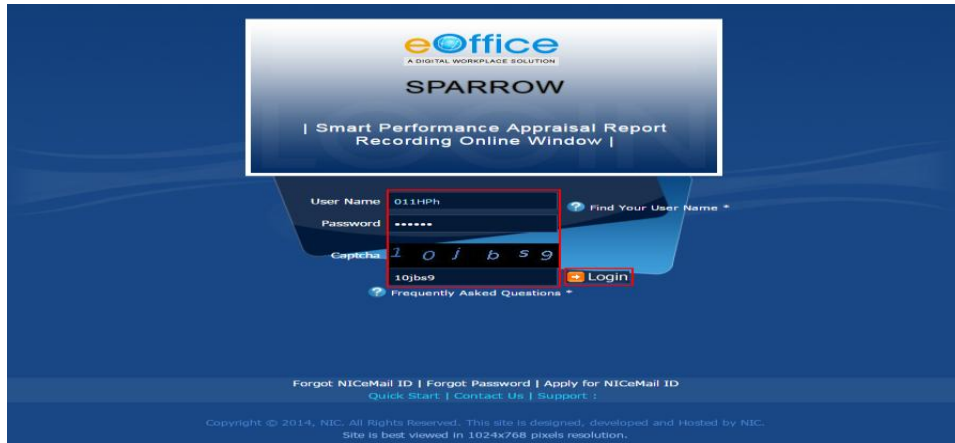 eOffice
A DIGITAL WORKPLACE SOLUTION
SPARROW
| Smart Performance Appraisal Report
Recording Online Window |
LOGIN
User Name 011HPh
? Find Your User Name *
Password ••••••
Captcha 1 0 j b s 9
10jbs9
Login
? Frequently Asked Questions *
Forgot NICeMail ID | Forgot Password | Apply for NICeMail ID
Quick Start | Contact Us | Support :
Copyright © 2014, NIC. All Rights Reserved. This site is designed, developed and Hosted by NIC.
Site is best viewed in 1024x768 pixels resolution.